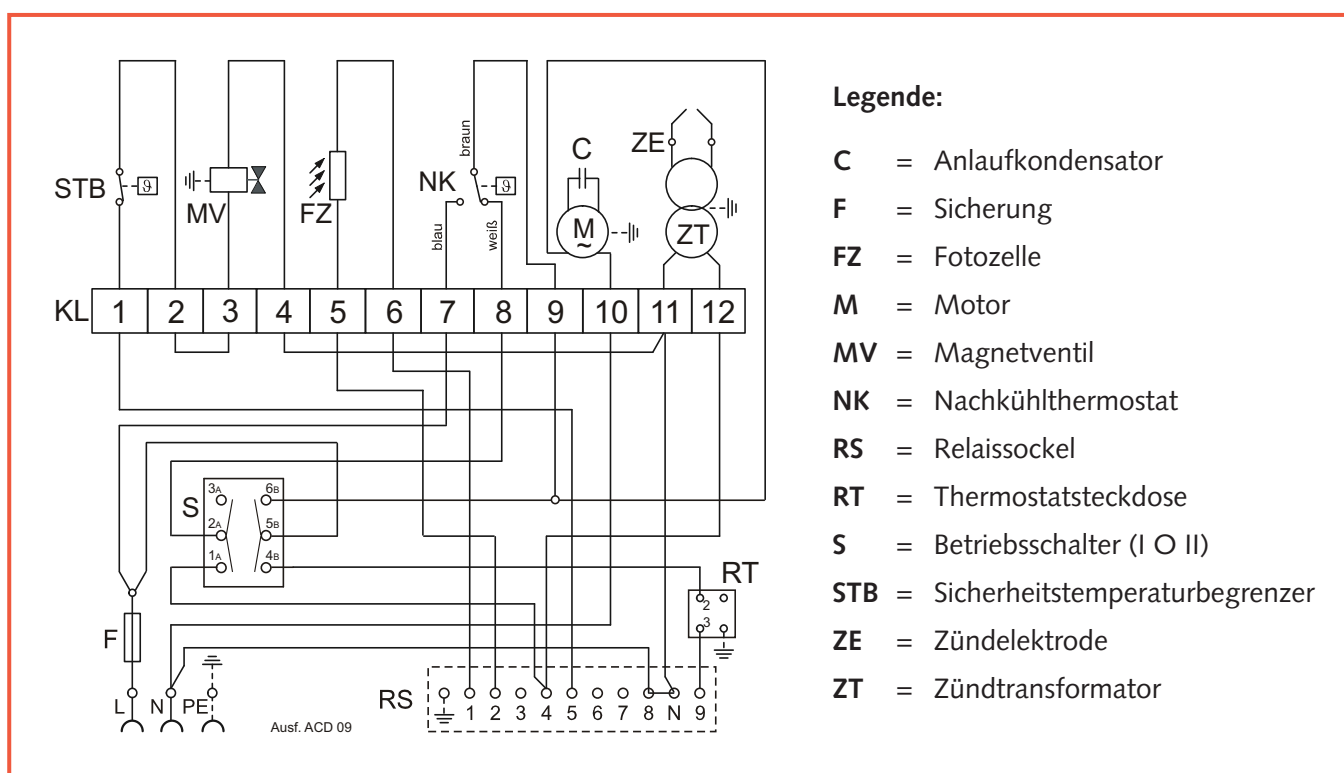 braun
C
ZE
STB
ϑ
MV
FZ
NK
ϑ
blau
weiß
M
~
ZT
KL 1 2 3 4 5 6 7 8 9 10 11 12
S
3A 6B
2A 5B
1A 4B
RT
2
3
F
L N PE
RS
1 2 3 4 5 6 7 8 N 9
Ausf. ACD 09
Legende:
C = Anlaufkondensator
F = Sicherung
FZ = Fotozelle
M = Motor
MV = Magnetventil
NK = Nachkühlthermostat
RS = Relaissockel
RT = Thermostatsteckdose
S = Betriebsschalter (I O II)
STB = Sicherheitstemperaturbegrenzer
ZE = Zündelektrode
ZT = Zündtransformator